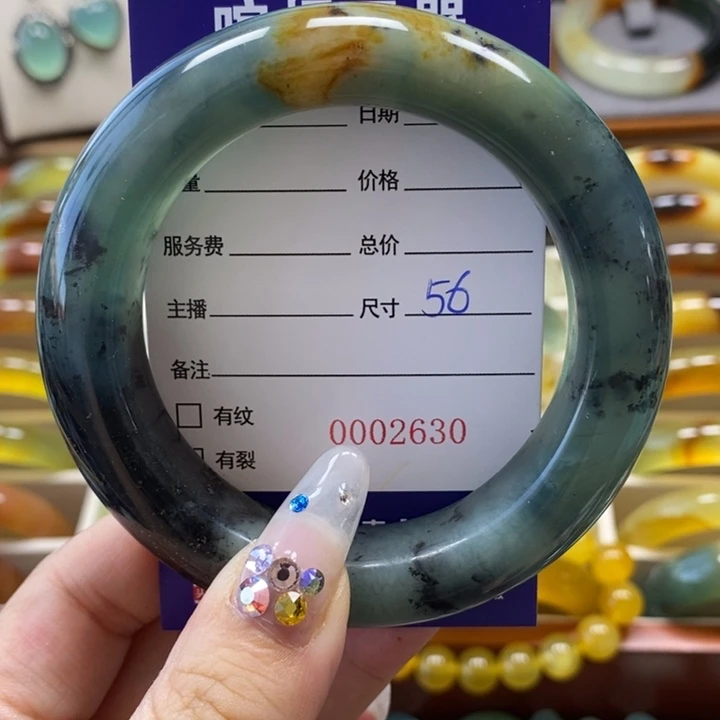 日期
价格
服务费 总价
主播 尺寸 56
备注
有纹
0002630
有裂